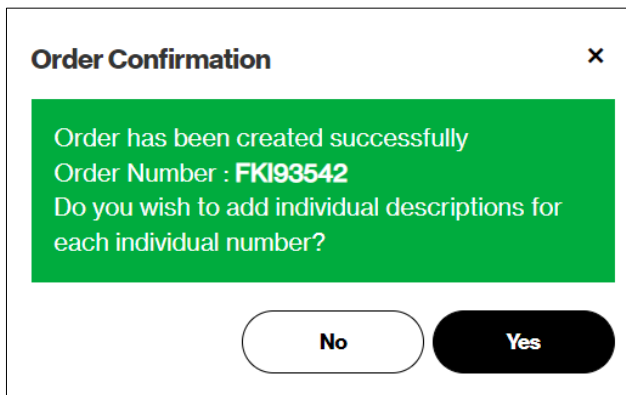 Order Confirmation
×
Order has been created successfully
Order Number : FKI93542
Do you wish to add individual descriptions for
each individual number?
No
Yes